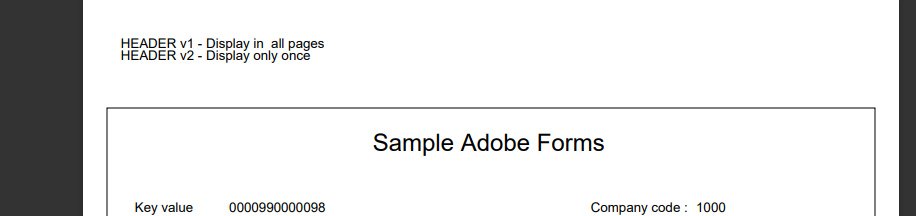 HEADER v1 - Display in  all pages
HEADER v2 - Display only once
Sample Adobe Forms
Key value 0000990000098 Company code : 1000